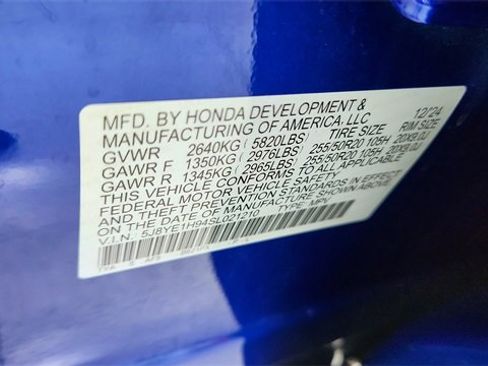 MFD. BY HONDA DEVELOPMENT & 12/24
MANUFACTURING OF AMERICA, LLC
GVWR 2640KG (5820LBS) TIRE SIZE RIM SIZE
GAWR F 1350KG (2976LBS) 255/50R20 105H 20X9.0J
GAWR R 1345KG (2965LBS) 255/50R20 105H 20X9.0J
THIS VEHICLE CONFORMS TO ALL APPLICABLE
FEDERAL MOTOR VEHICLE SAFETY
AND THEFT PREVENTION STANDARDS IN EFFECT
ON THE DATE OF MANUFACTURE SHOWN ABOVE.
V.I.N.: 5J8YE1H94SL021210 TYPE: MPV